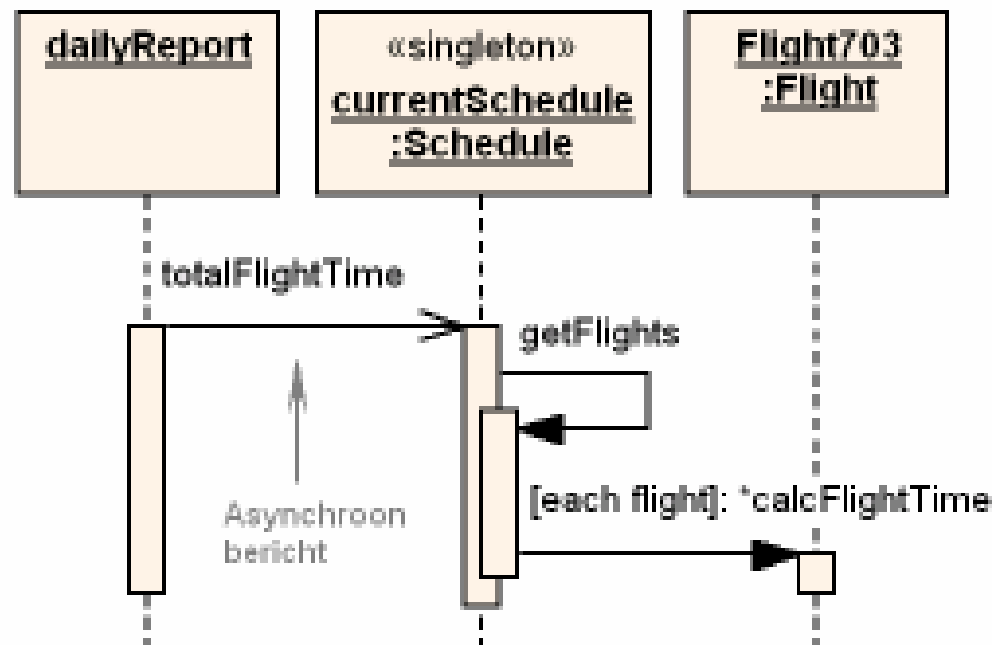 dailyReport
«singleton»
currentSchedule
:Schedule
Flight703
:Flight
totalFlightTime
getFlights
[each flight]: *calcFlightTime
Asynchroon
bericht